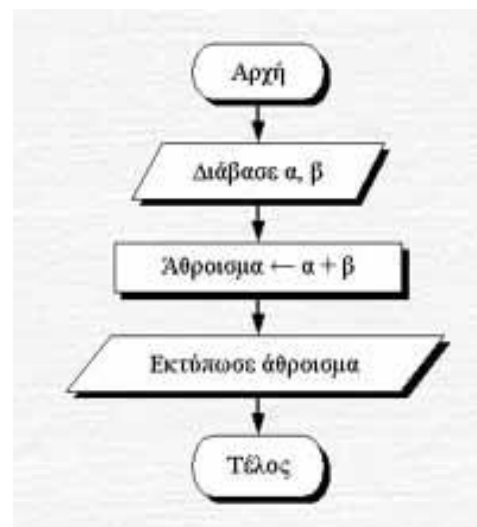 Αρχή
Διάβασε α, β
Άθροισμα ← α + β
Εκτύπωσε άθροισμα
Τέλος